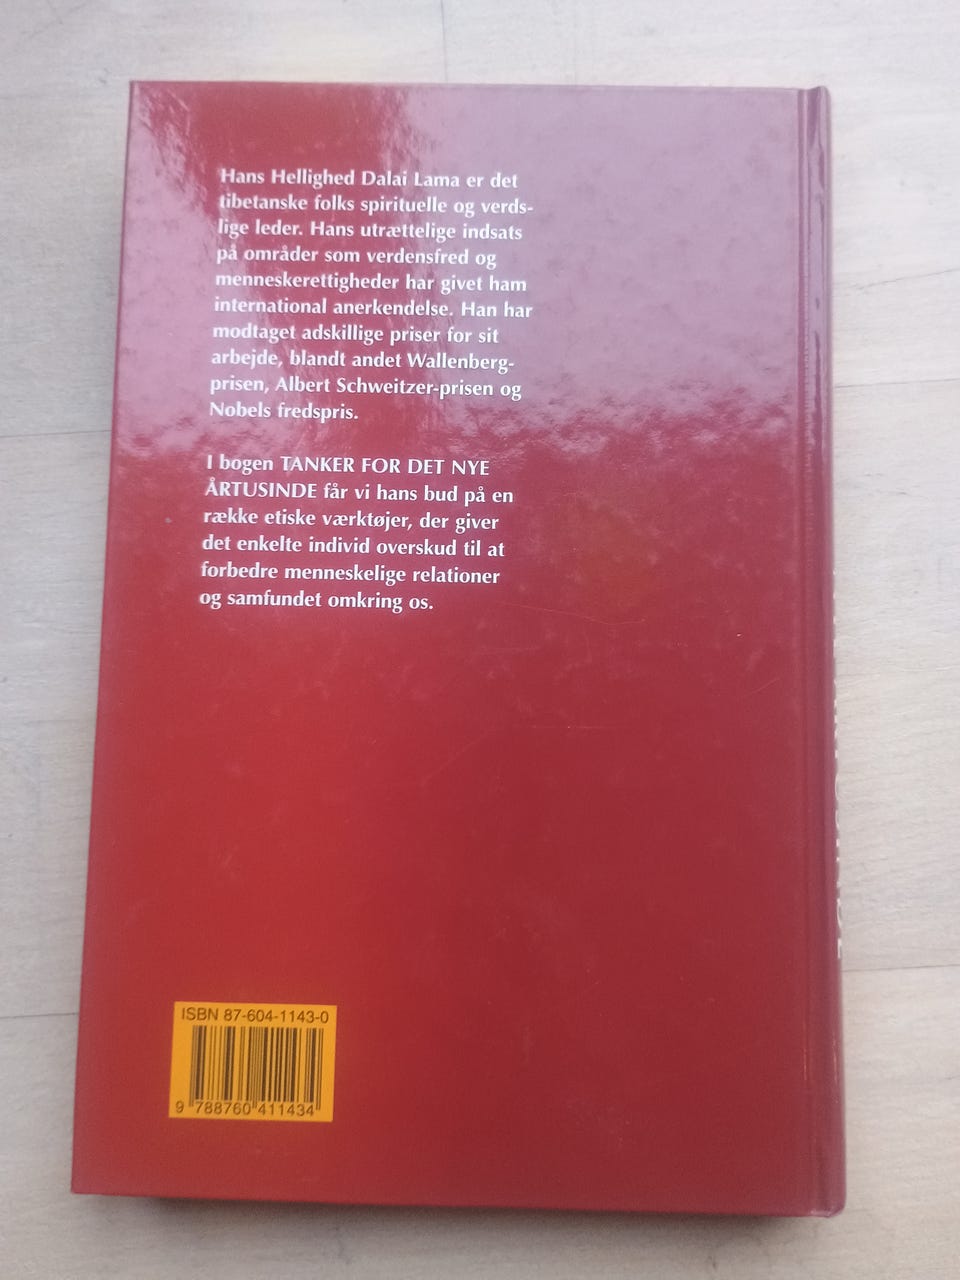 Hans Hellighed Dalai Lama er det
tibetanske folks spirituelle og verds-
lige leder. Hans utrættelige indsats
på områder som verdensfred og
menneskerettigheder har givet ham
international anerkendelse. Han har
modtaget adskillige priser for sit
arbejde, blandt andet Wallenberg-
prisen, Albert Schweitzer-prisen og
Nobels fredspris.
I bogen TANKER FOR DET NYE
ÅRTUSINDE får vi hans bud på en
række etiske værktøjer, der giver
det enkelte individ overskud til at
forbedre menneskelige relationer
og samfundet omkring os.
ISBN 87-604-1143-0
9 788760 411434